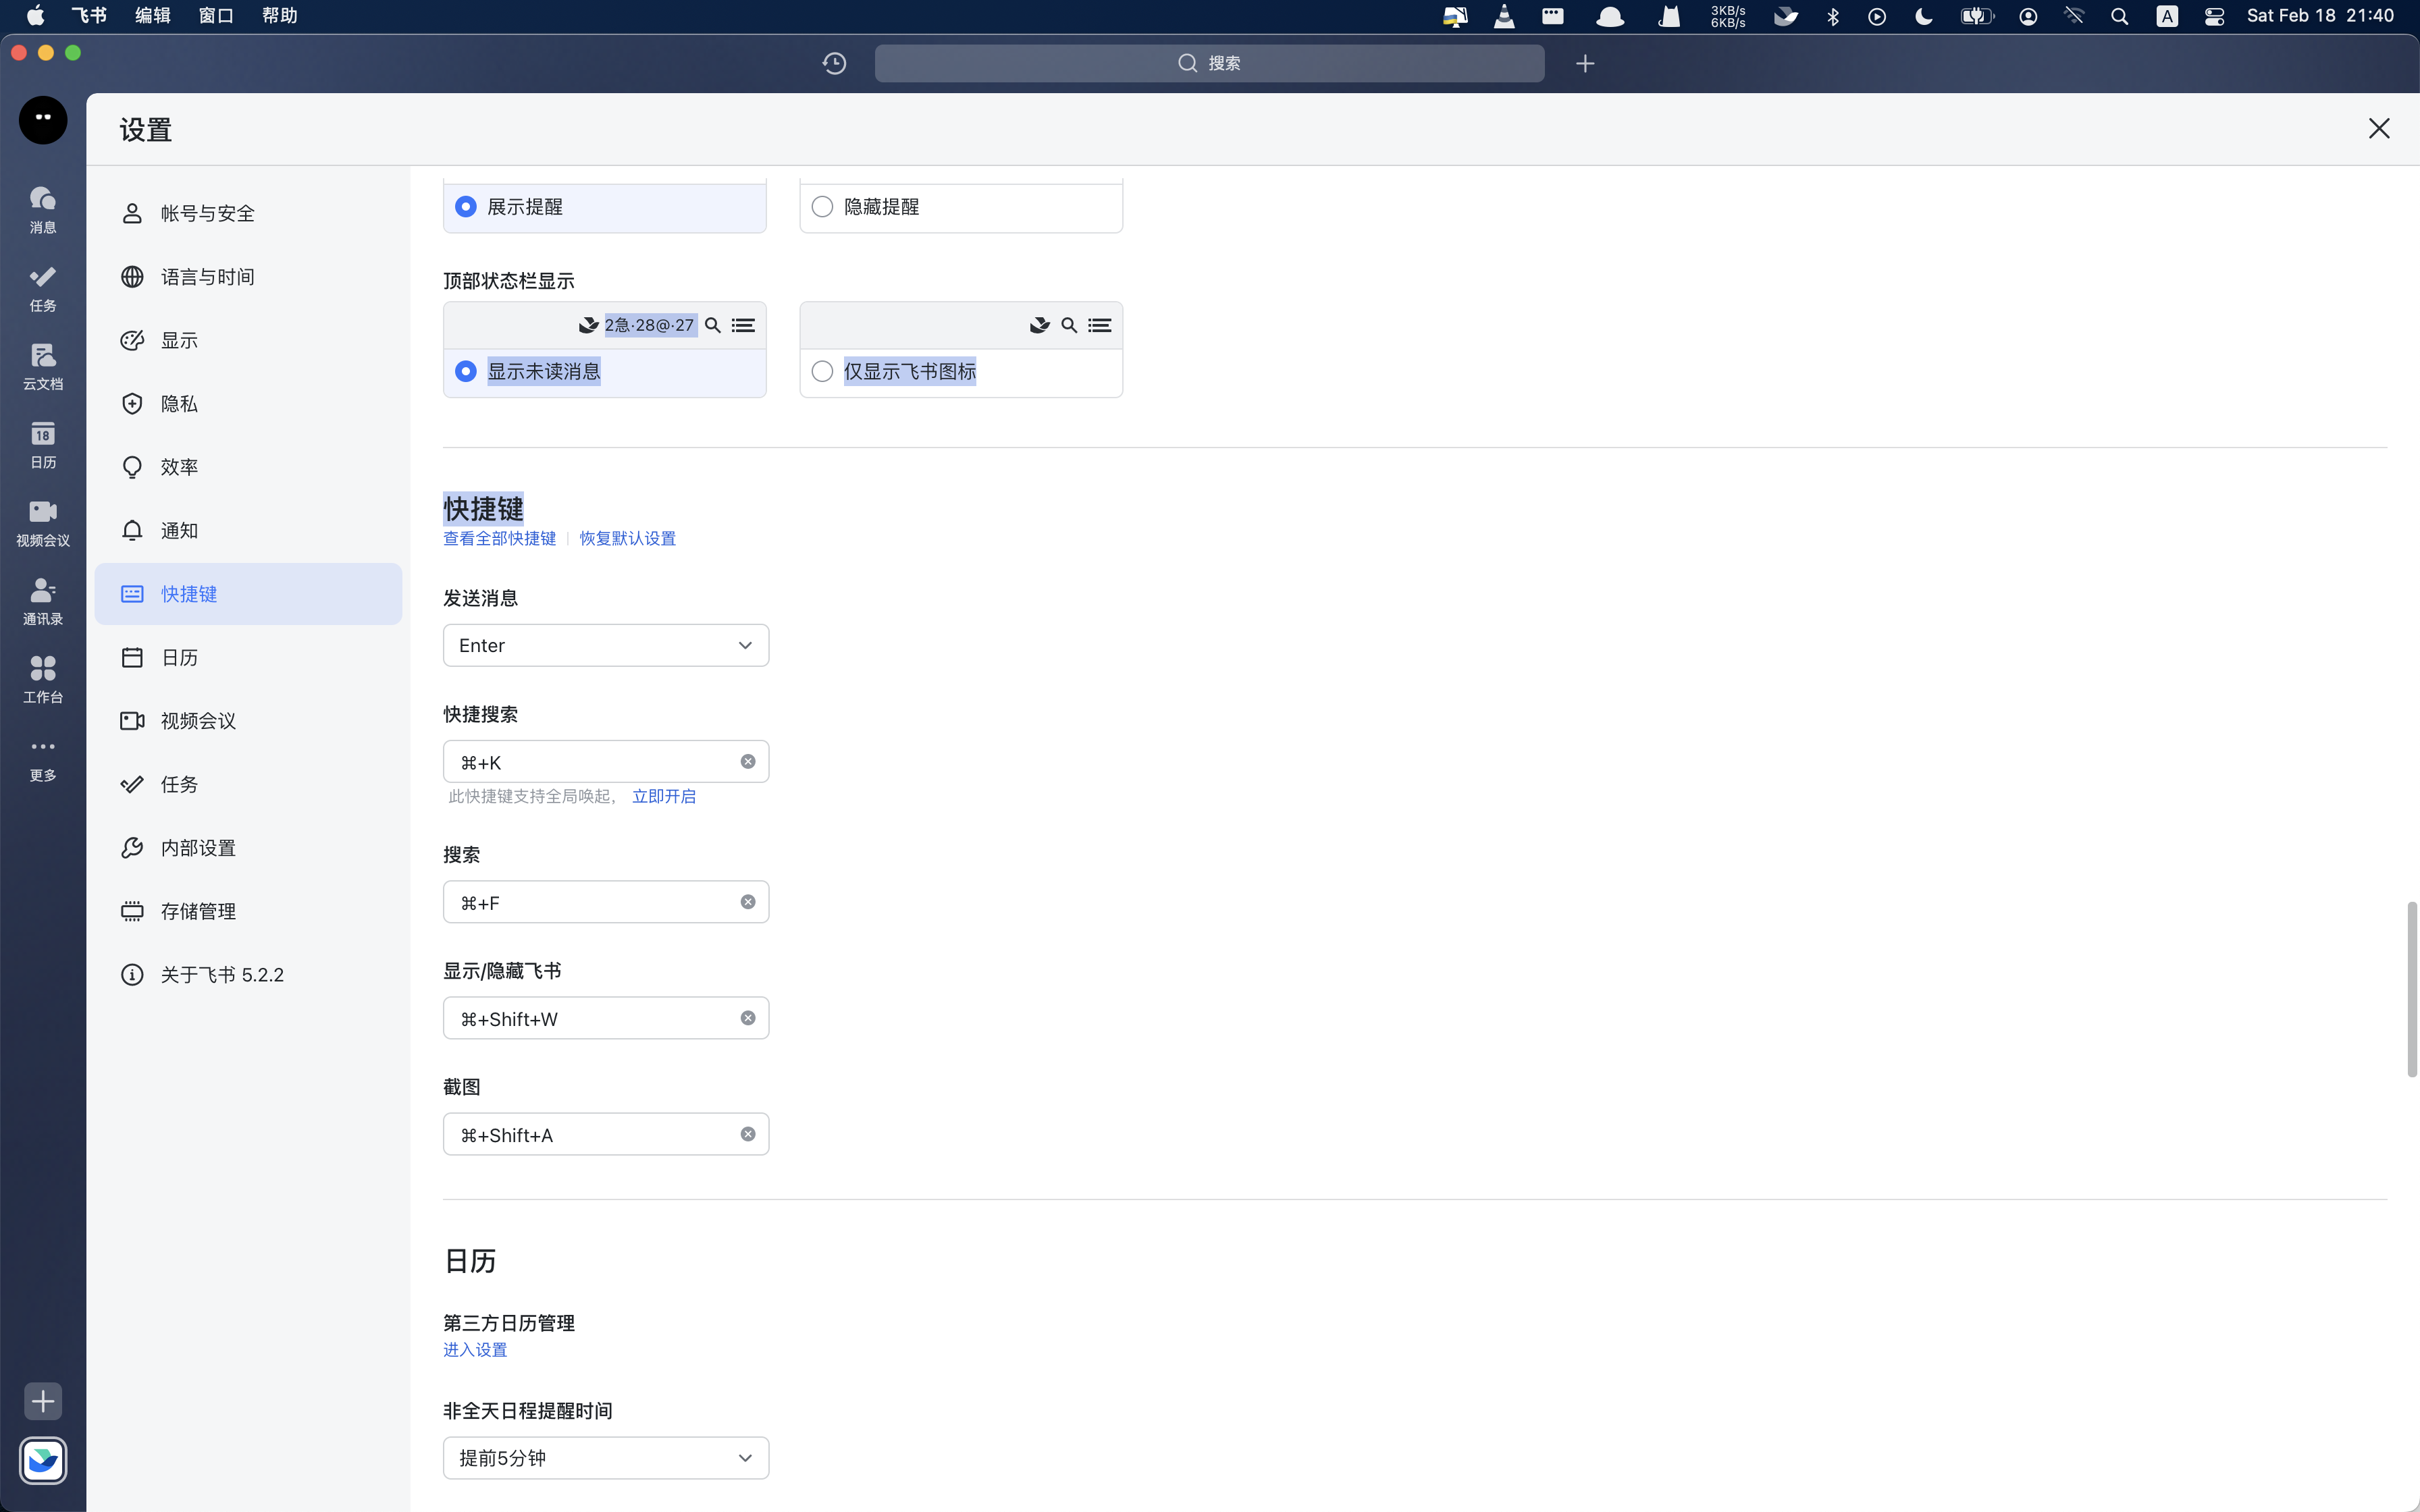 飞书 编辑 窗口 帮助
3KB/s
6KB/s
A
Sat Feb 18 21:40
搜索
设置
消息
任务
云文档
18
日历
视频会议
通讯录
工作台
更多
帐号与安全
语言与时间
显示
隐私
效率
通知
快捷键
日历
视频会议
任务
内部设置
存储管理
关于飞书 5.2.2
展示提醒
隐藏提醒
顶部状态栏显示
2急·28@·27
显示未读消息
仅显示飞书图标
快捷键
查看全部快捷键
恢复默认设置
发送消息
Enter
快捷搜索
⌘+K
此快捷键支持全局唤起， 立即开启
搜索
⌘+F
显示/隐藏飞书
⌘+Shift+W
截图
⌘+Shift+A
日历
第三方日历管理
进入设置
非全天日程提醒时间
提前5分钟